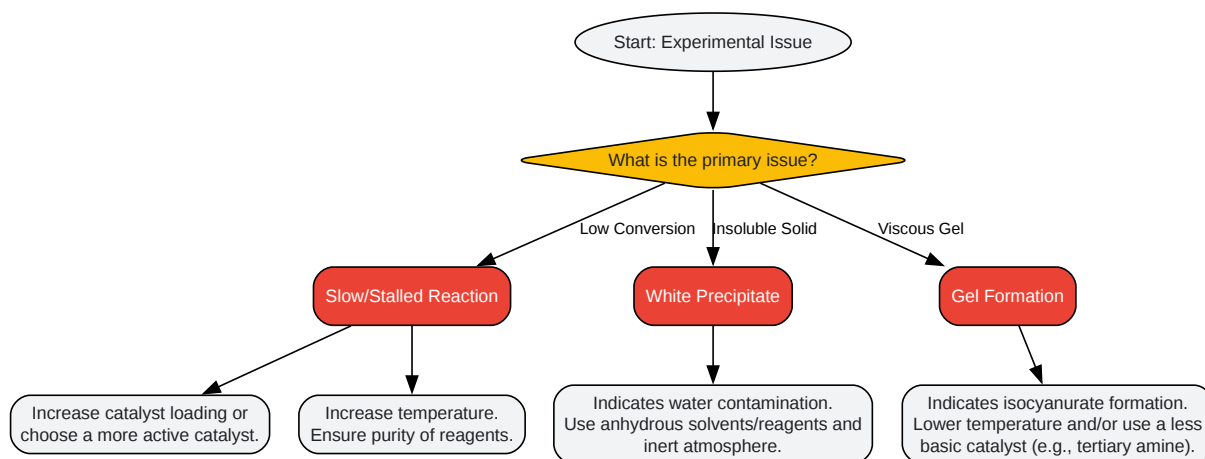 Start: Experimental Issue
What is the primary issue?
Low Conversion
Insoluble Solid
Viscous Gel
Slow/Stalled Reaction
White Precipitate
Gel Formation
Increase catalyst loading or
choose a more active catalyst.
Increase temperature.
Ensure purity of reagents.
Indicates water contamination.
Use anhydrous solvents/reagents and
inert atmosphere.
Indicates isocyanurate formation.
Lower temperature and/or use a less
basic catalyst (e.g., tertiary amine).